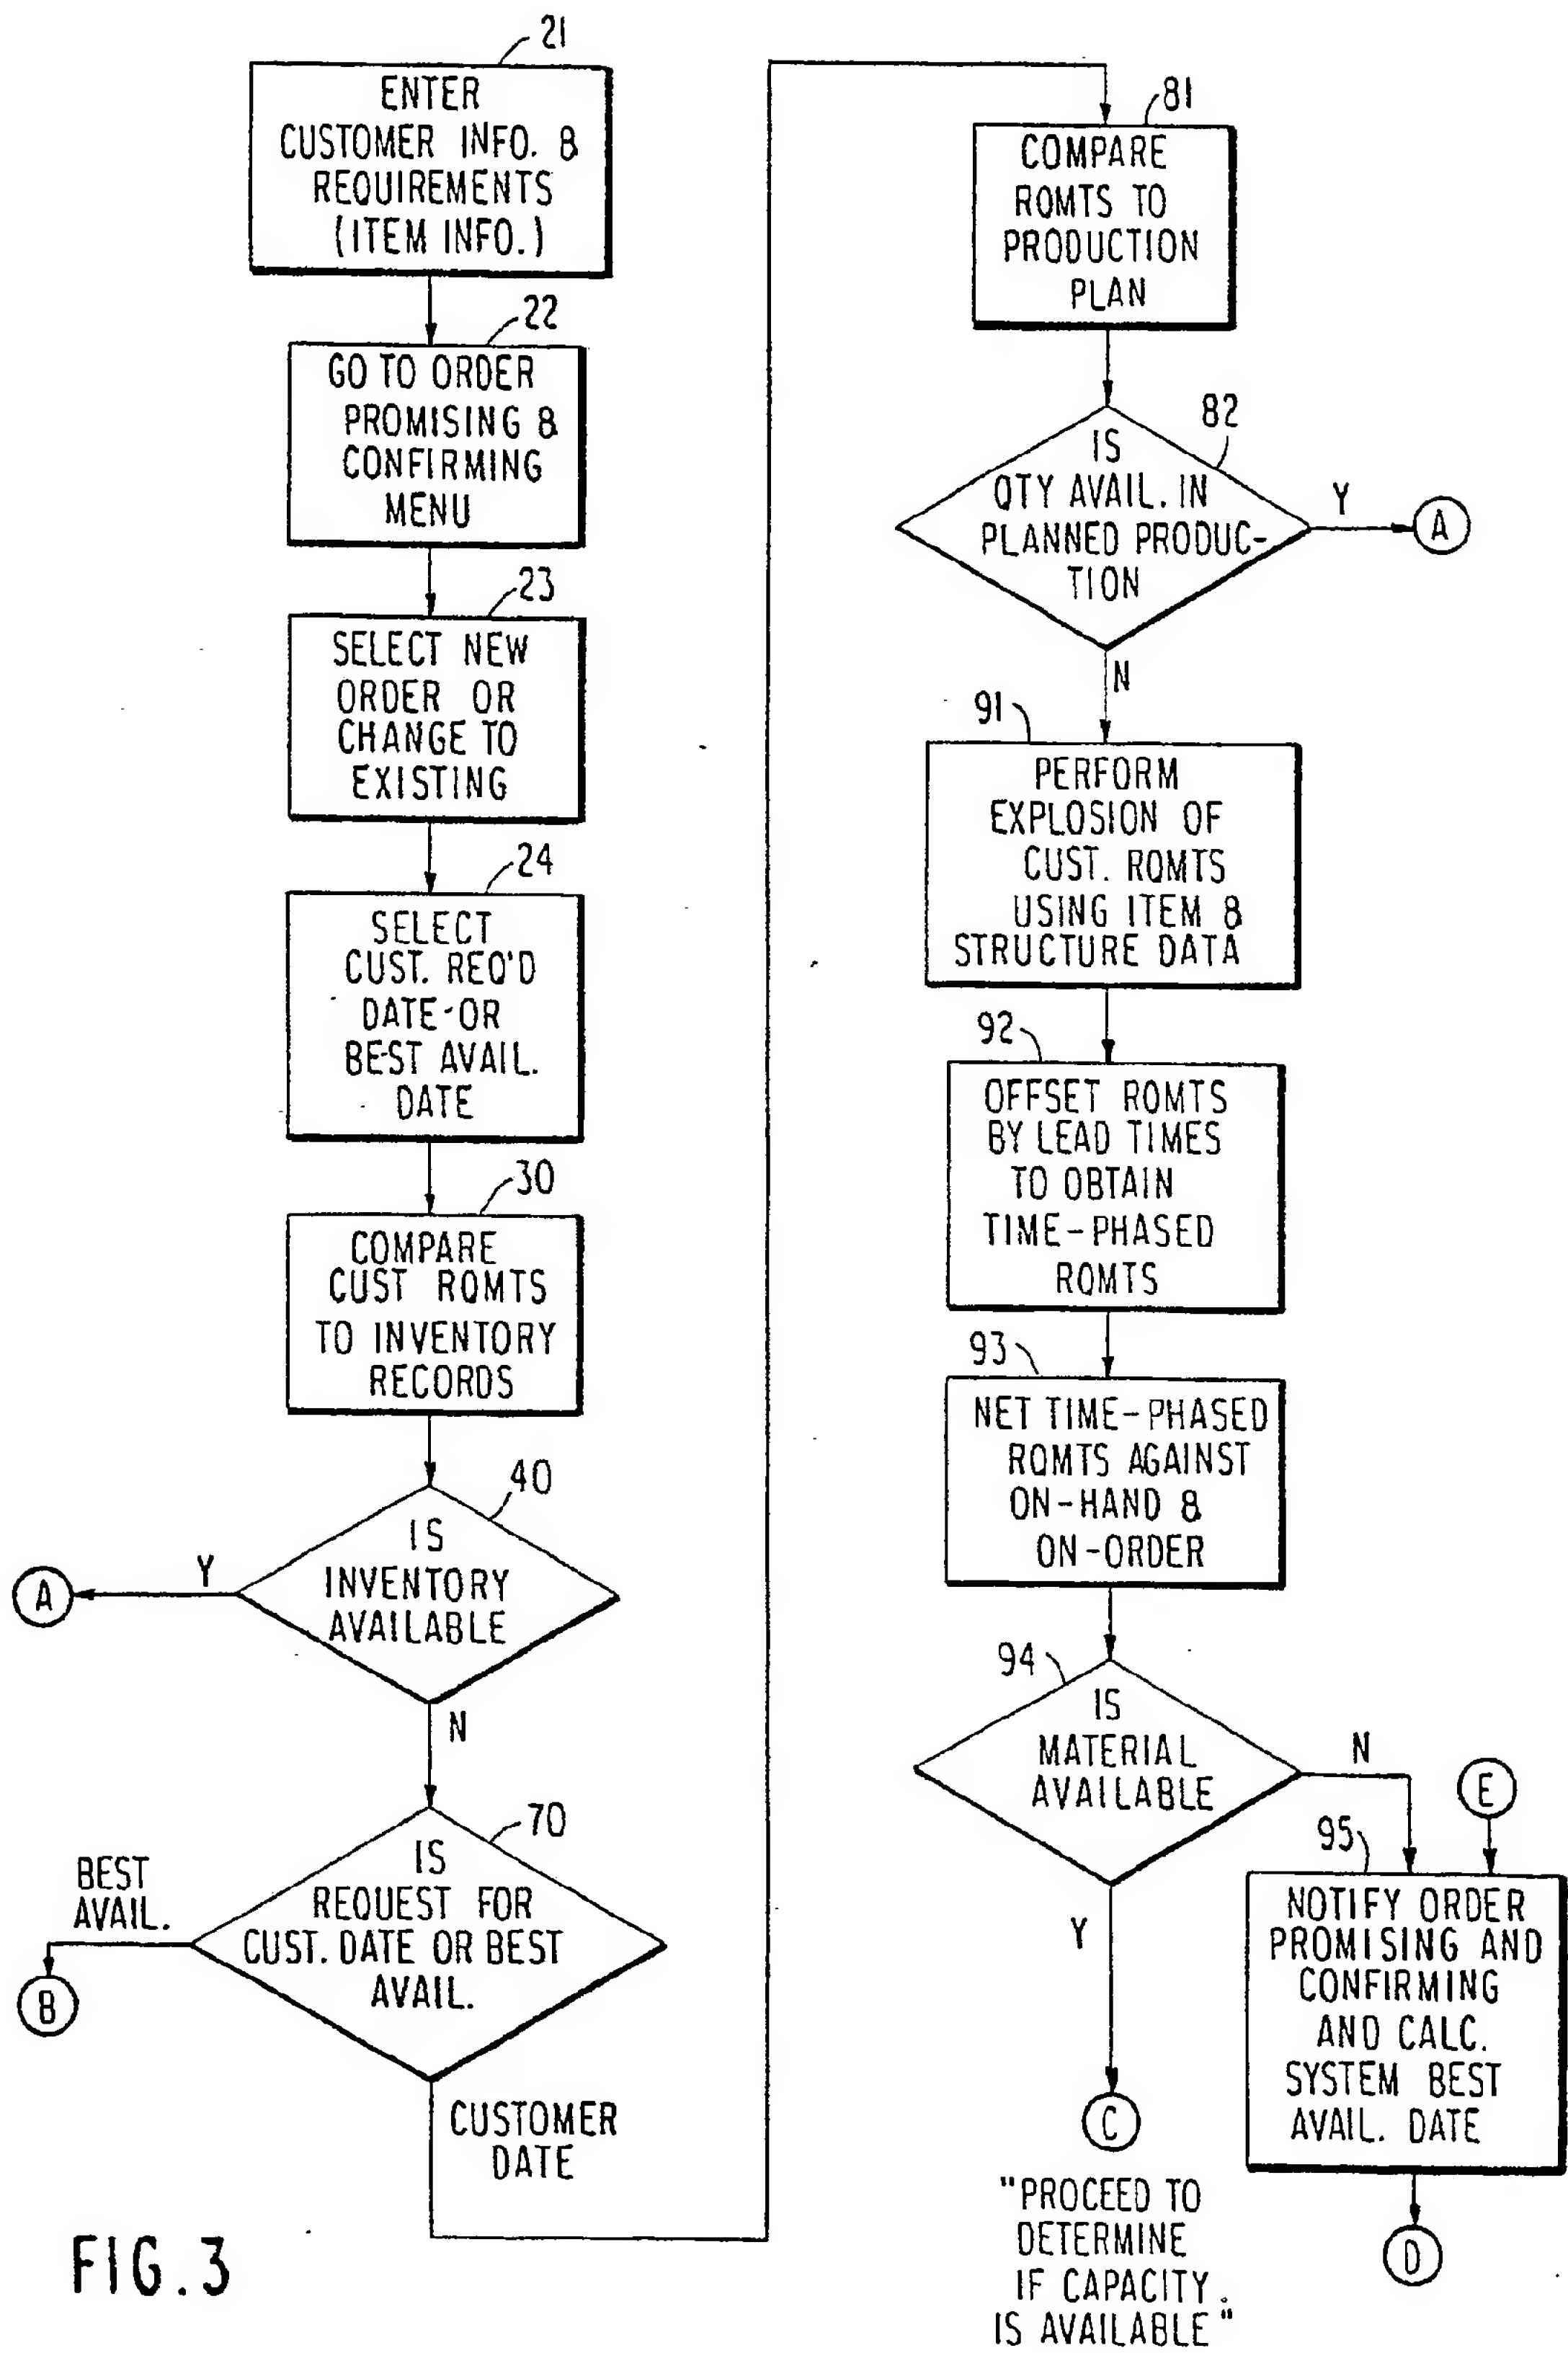 21
ENTER
CUSTOMER INFO. &
REQUIREMENTS
(ITEM INFO.)
22
GO TO ORDER
PROMISING &
CONFIRMING
MENU
23
SELECT NEW
ORDER OR
CHANGE TO
EXISTING
24
SELECT
CUST. REQ'D
DATE-OR
BEST AVAIL.
DATE
30
COMPARE
CUST RQMTS
TO INVENTORY
RECORDS
40
IS
INVENTORY
AVAILABLE
Y
A
N
70
IS
REQUEST FOR
CUST. DATE OR BEST
AVAIL.
BEST
AVAIL.
B
CUSTOMER
DATE
81
COMPARE
RQMTS TO
PRODUCTION
PLAN
82
IS
QTY AVAIL. IN
PLANNED PRODUC-
TION
Y
A
N
91
PERFORM
EXPLOSION OF
CUST. RQMTS
USING ITEM &
STRUCTURE DATA
92
OFFSET RQMTS
BY LEAD TIMES
TO OBTAIN
TIME-PHASED
RQMTS
93
NET TIME-PHASED
RQMTS AGAINST
ON-HAND &
ON-ORDER
94
IS
MATERIAL
AVAILABLE
N
E
Y
95
NOTIFY ORDER
PROMISING AND
CONFIRMING
AND CALC.
SYSTEM BEST
AVAIL. DATE
C
D
"PROCEED TO
DETERMINE
IF CAPACITY.
IS AVAILABLE"
FIG.3